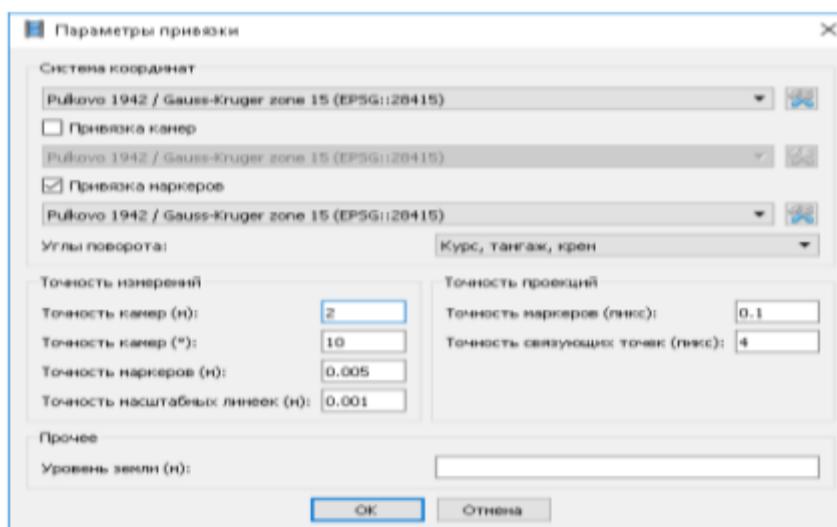 Параметры привязки
Система координат
Pulkovo 1942 / Gauss-Kruger zone 15 (EPSG::28415)
Привязка камер
Pulkovo 1942 / Gauss-Kruger zone 15 (EPSG::28415)
Привязка маркеров
Pulkovo 1942 / Gauss-Kruger zone 15 (EPSG::28415)
Углы поворота: Курс, тангаж, крен
Точность измерений
Точность камер (м): 2
Точность камер (°): 10
Точность маркеров (м): 0.005
Точность масштабных линеек (м): 0.001
Точность проекций
Точность маркеров (пикс): 0.1
Точность связующих точек (пикс): 4
Прочее
Уровень земли (м):
OK Отмена